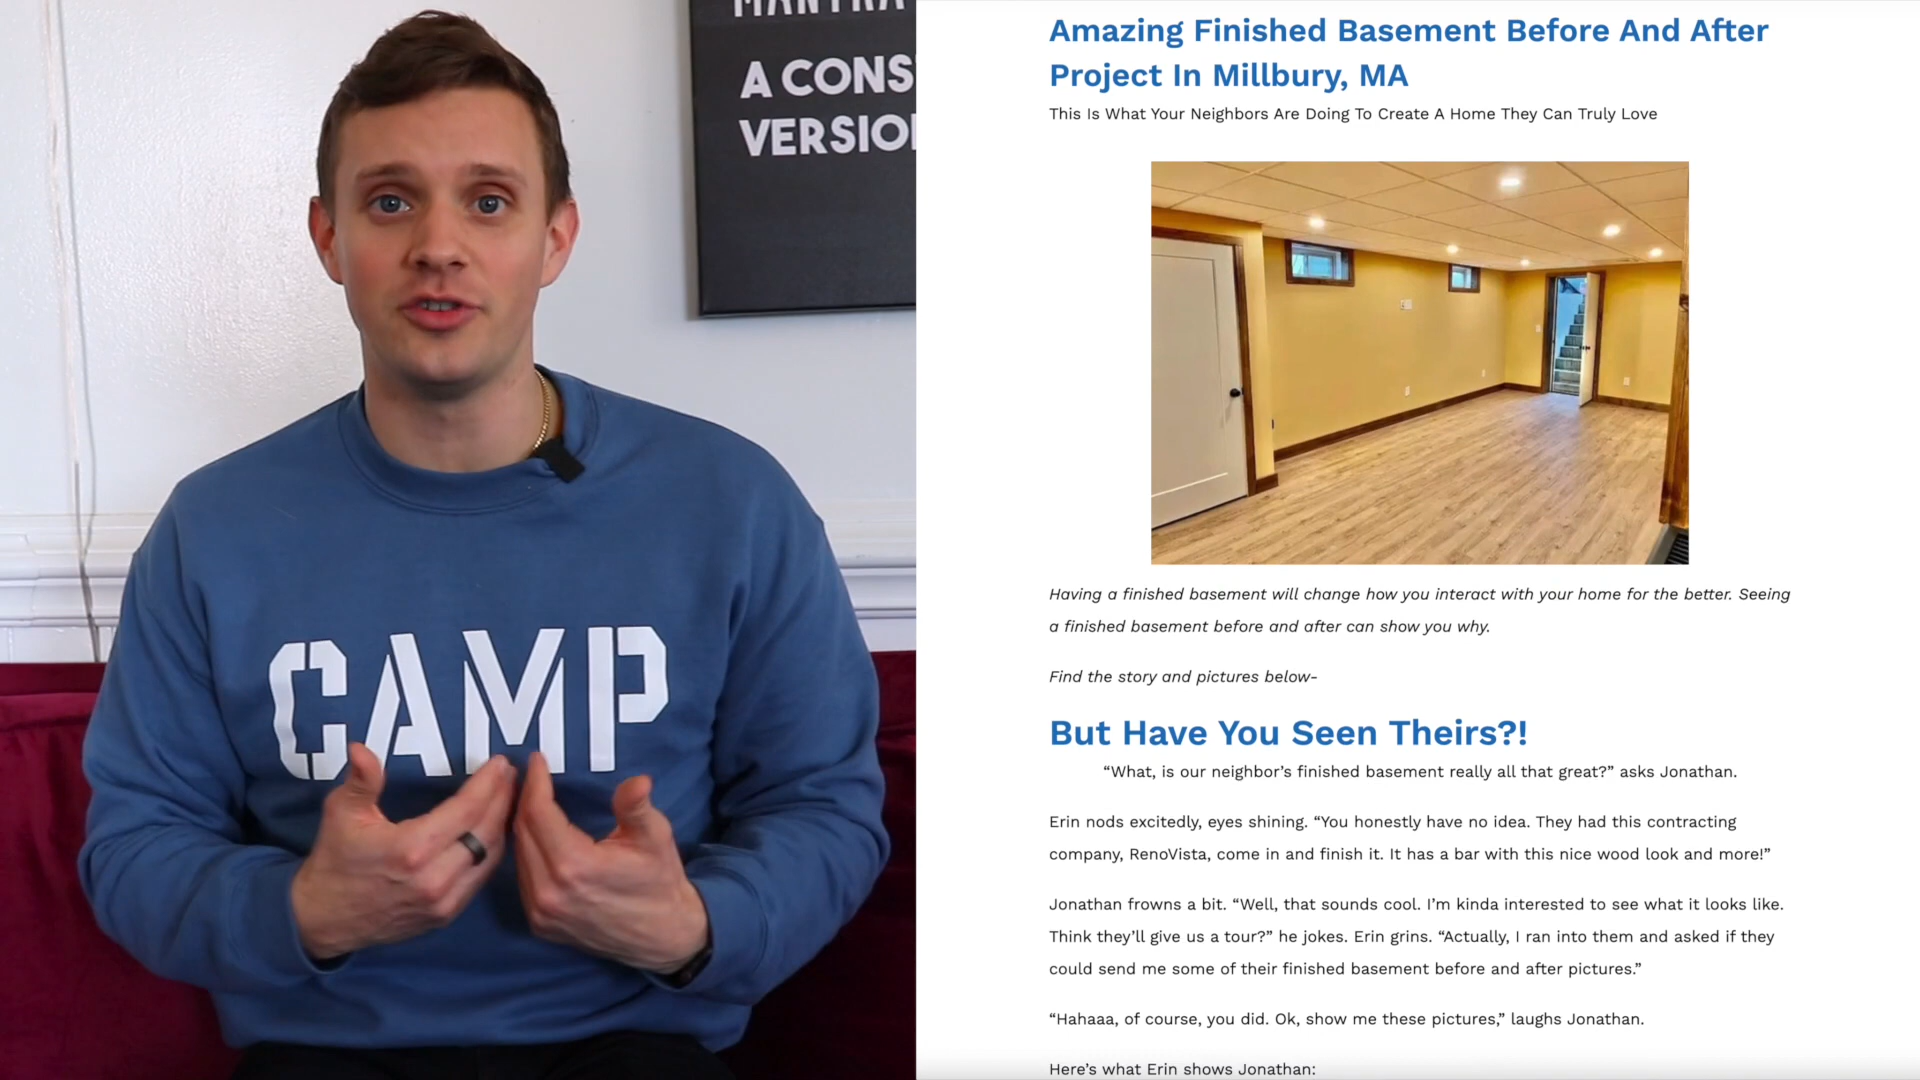 A CONS
VERSIO
CAMP
Amazing Finished Basement Before And After
Project In Millbury, MA
This Is What Your Neighbors Are Doing To Create A Home They Can Truly Love
Having a finished basement will change how you interact with your home for the better. Seeing
a finished basement before and after can show you why.
Find the story and pictures below-
But Have You Seen Theirs?!
“What, is our neighbor’s finished basement really all that great?” asks Jonathan.
Erin nods excitedly, eyes shining. “You honestly have no idea. They had this contracting
company, RenoVista, come in and finish it. It has a bar with this nice wood look and more!”
Jonathan frowns a bit. “Well, that sounds cool. I’m kinda interested to see what it looks like.
Think they’ll give us a tour?” he jokes. Erin grins. “Actually, I ran into them and asked if they
could send me some of their finished basement before and after pictures.”
“Hahaaa, of course, you did. Ok, show me these pictures,” laughs Jonathan.
Here’s what Erin shows Jonathan: